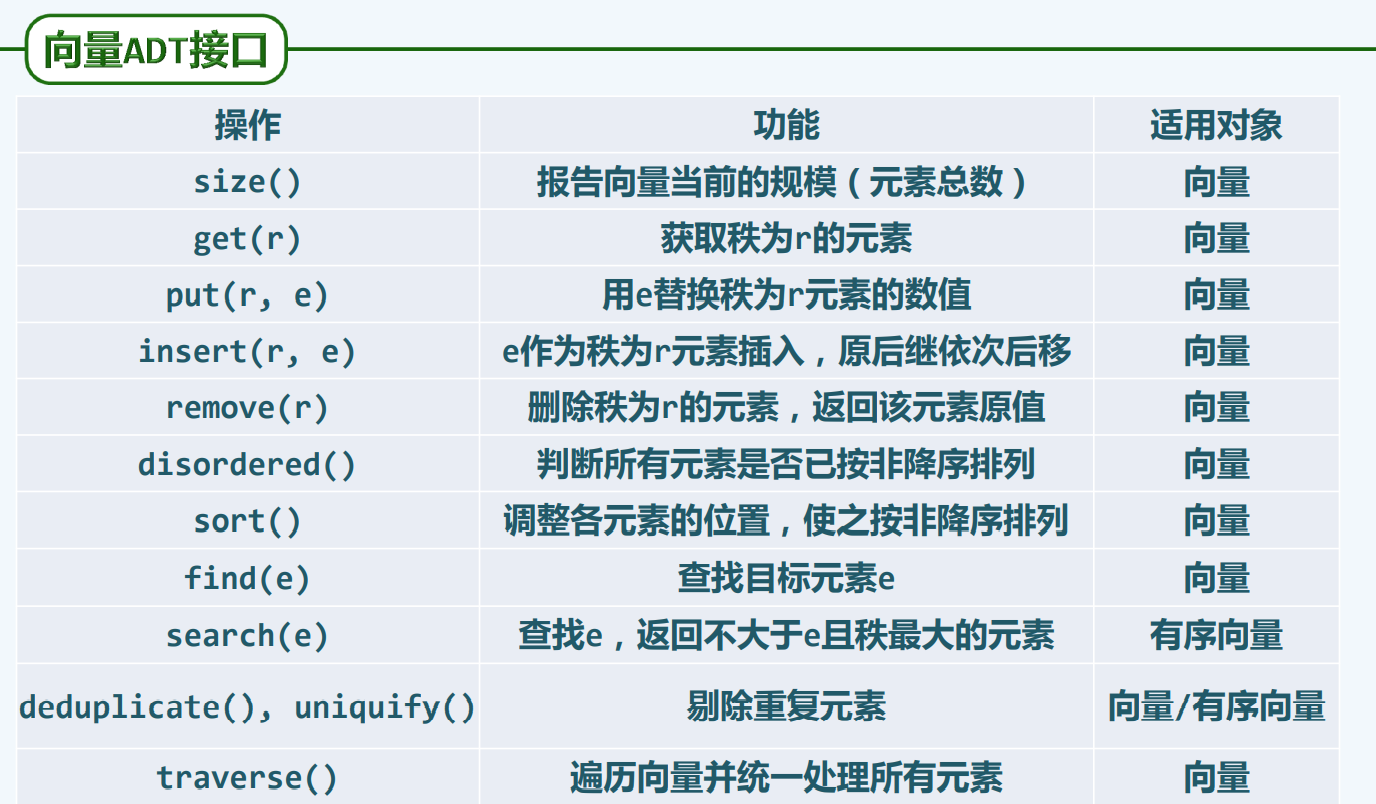 向量ADT接口
操作 功能 适用对象
size() 报告向量当前的规模（元素总数） 向量
get(r) 获取秩为r的元素 向量
put(r, e) 用e替换秩为r元素的数值 向量
insert(r, e) e作为秩为r元素插入，原后继依次后移 向量
remove(r) 删除秩为r的元素，返回该元素原值 向量
disordered() 判断所有元素是否已按非降序排列 向量
sort() 调整各元素的位置，使之按非降序排列 向量
find(e) 查找目标元素e 向量
search(e) 查找e，返回不大于e且秩最大的元素 有序向量
deduplicate(), uniquify() 剔除重复元素 向量/有序向量
traverse() 遍历向量并统一处理所有元素 向量